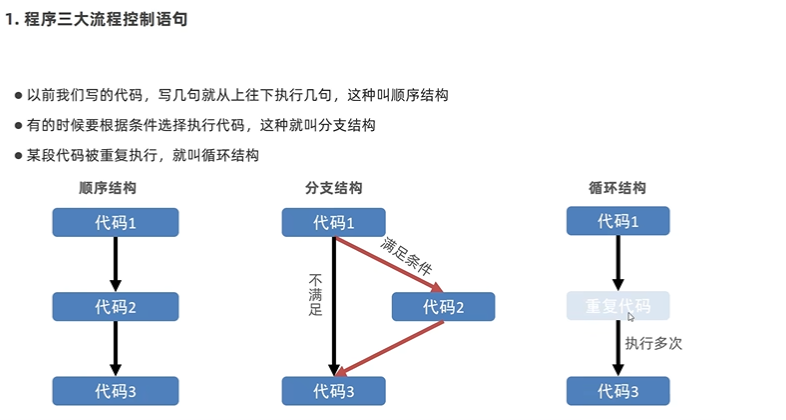 1. 程序三大流程控制语句
● 以前我们写的代码，写几句就从上往下执行几句，这种叫顺序结构
● 有的时候要根据条件选择执行代码，这种就叫分支结构
● 某段代码被重复执行，就叫循环结构
顺序结构
代码1
代码2
代码3
分支结构
代码1
满足条件
不满足
代码2
代码3
循环结构
代码1
重复代码
执行多次
代码3